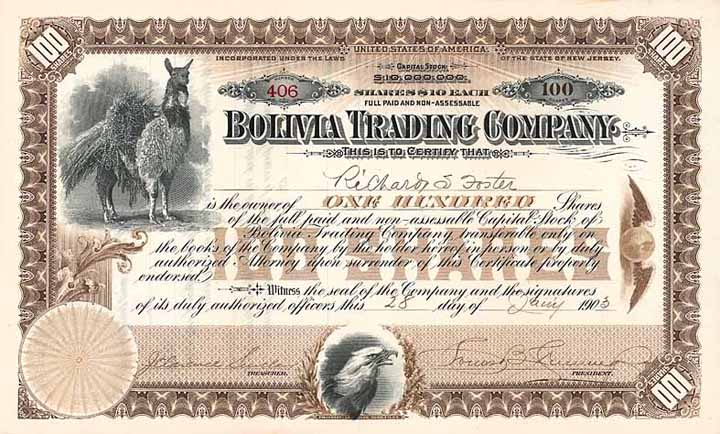 100 SHARES
100 SHARES
UNITED STATES OF AMERICA.
INCORPORATED UNDER THE LAWS OF THE STATE OF NEW JERSEY.
CAPITAL STOCK
$10,000,000.
NUMBER 406
SHARES $10 EACH
100
FULL PAID AND NON-ASSESSABLE
BOLIVIA TRADING COMPANY
THIS IS TO CERTIFY THAT
Richard S Foster
is the owner of ONE HUNDRED Shares
of the full paid and non-assessable Capital Stock of
Bolivia Trading Company transferable only on
the books of the Company by the holder hereof in person or by duly
authorized Attorney upon surrender of this Certificate properly
endorsed.
100 SHARES
Witness the seal of the Company and the signatures
of its duly authorized officers this 28 day of Jany 1903
TREASURER.
PRESIDENT.
SHARES 100